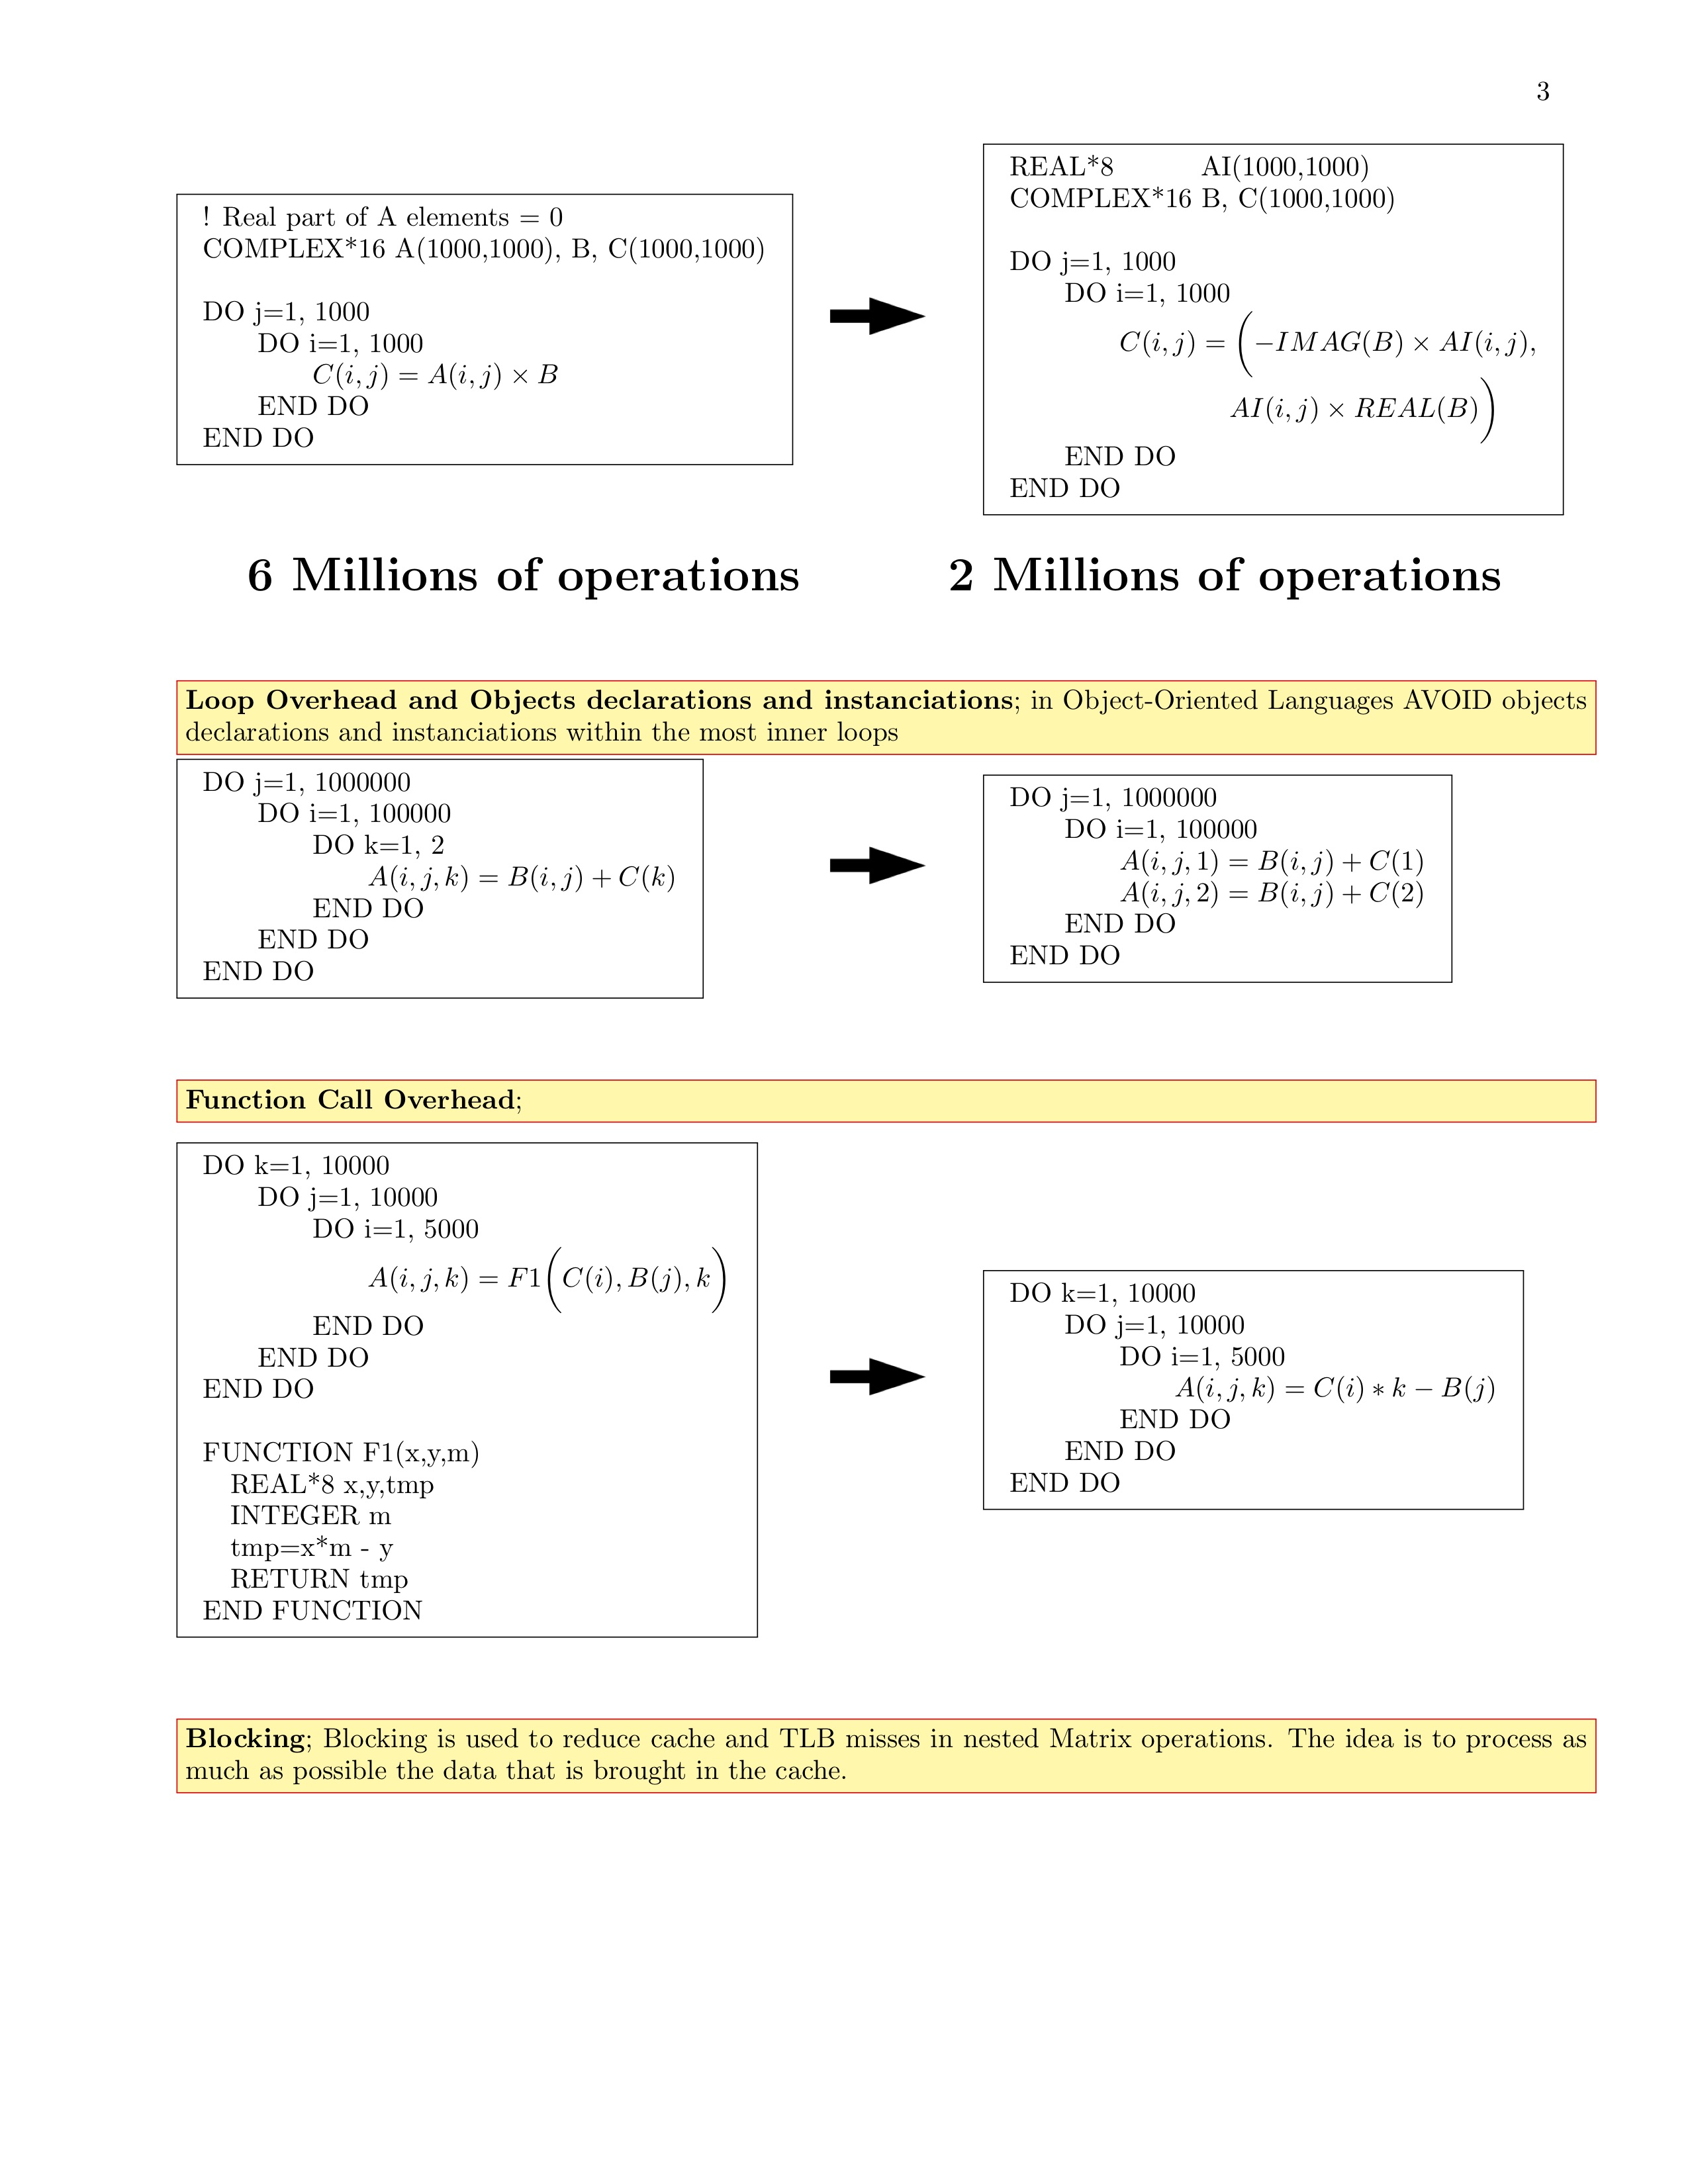 3
! Real part of A elements = 0
COMPLEX*16 A(1000,1000), B, C(1000,1000)
DO j=1, 1000
DO i=1, 1000
C(i, j) = A(i, j) × B
END DO
END DO
REAL*8 AI(1000,1000)
COMPLEX*16 B, C(1000,1000)
DO j=1, 1000
DO i=1, 1000
C(i, j) = (−IMAG(B) × AI(i, j),
AI(i, j) × REAL(B))
END DO
END DO
6 Millions of operations
2 Millions of operations
Loop Overhead and Objects declarations and instanciations; in Object-Oriented Languages AVOID objects
declarations and instanciations within the most inner loops
DO j=1, 1000000
DO i=1, 100000
DO k=1, 2
A(i, j, k) = B(i, j) + C(k)
END DO
END DO
END DO
DO j=1, 1000000
DO i=1, 100000
A(i, j, 1) = B(i, j) + C(1)
A(i, j, 2) = B(i, j) + C(2)
END DO
END DO
Function Call Overhead;
DO k=1, 10000
DO j=1, 10000
DO i=1, 5000
A(i, j, k) = F1(C(i), B(j), k)
END DO
END DO
END DO
FUNCTION F1(x,y,m)
REAL*8 x,y,tmp
INTEGER m
tmp=x*m - y
RETURN tmp
END FUNCTION
DO k=1, 10000
DO j=1, 10000
DO i=1, 5000
A(i, j, k) = C(i) ∗ k − B(j)
END DO
END DO
END DO
Blocking; Blocking is used to reduce cache and TLB misses in nested Matrix operations. The idea is to process as
much as possible the data that is brought in the cache.